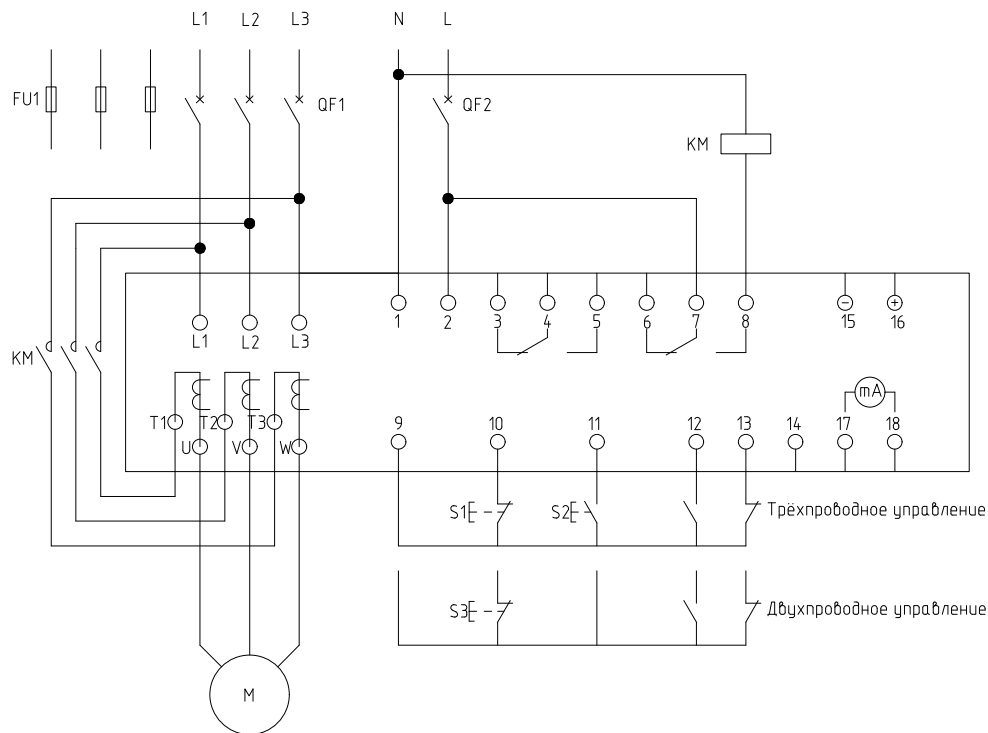 L1 L2 L3 N L
FU1 QF1 QF2
KM
1 2 3 4 5 6 7 8 15 16
L1 L2 L3
KM
mA
T1 T2 T3 9 10 11 12 13 14 17 18
U V W
S1 S2 Трёхпроводное управление
S3 Двухпроводное управление
M